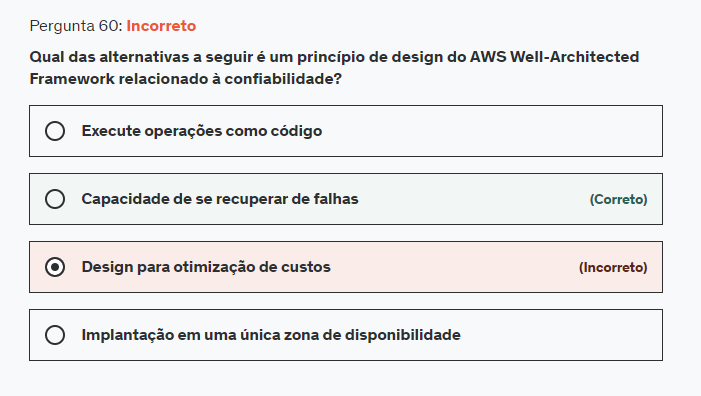 Pergunta 60: Incorreto
Qual das alternativas a seguir é um princípio de design do AWS Well-Architected
Framework relacionado à confiabilidade?
Execute operações como código
Capacidade de se recuperar de falhas (Correto)
Design para otimização de custos (Incorreto)
Implantação em uma única zona de disponibilidade